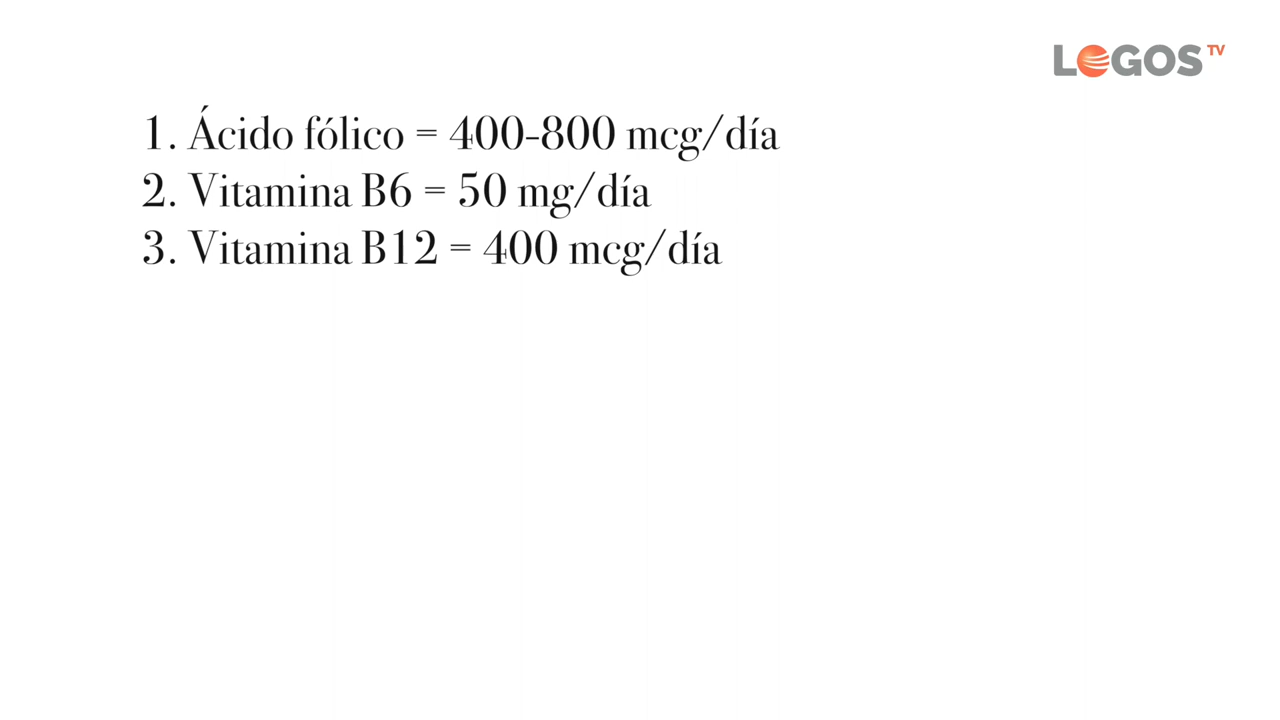 LOGOS TV
1. Ácido fólico = 400-800 mcg/día
2. Vitamina B6 = 50 mg/día
3. Vitamina B12 = 400 mcg/día